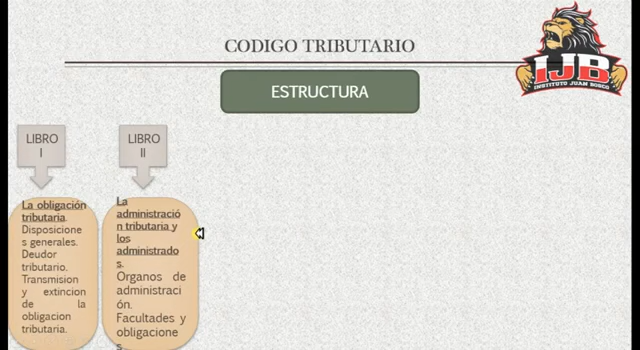 CODIGO TRIBUTARIO
IJB
INSTITUTO JUAN BOSCO
ESTRUCTURA
LIBRO
I
LIBRO
II
La obligación
tributaria.
Disposicione
s generales.
Deudor
tributario.
Transmision
y extincion
de la
obligacion
tributaria.
La
administració
n tributaria y
los
administrado
s.
Organos de
administraci
ón.
Facultades y
obligacione
s